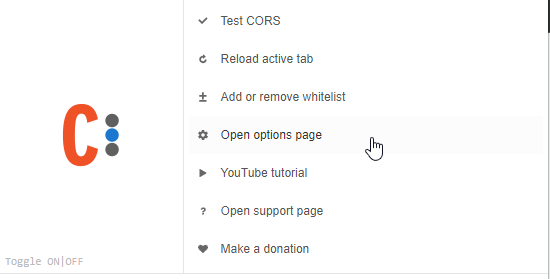 Test CORS
Reload active tab
Add or remove whitelist
C:
Open options page
YouTube tutorial
? Open support page
Make a donation
Toggle ON|OFF